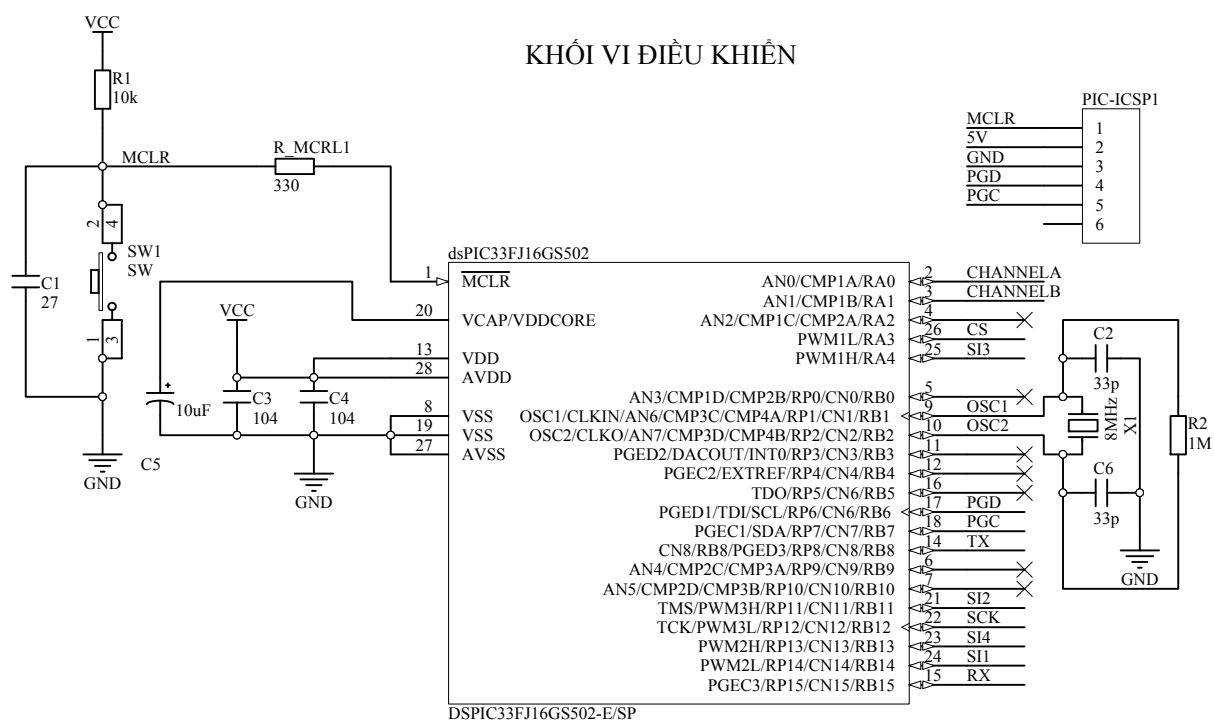 KHỐI VI ĐIỀU KHIỂN
VCC
R1
10k
MCLR
R_MCRL1
330
2
4
SW1
SW
C1
27
1
3
GND
C5
10uF
VCC
C3
104
C4
104
GND
PIC-ICSP1
MCLR 1
5V 2
GND 3
PGD 4
PGC 5
6
dsPIC33FJ16GS502
1 MCLR
20 VCAP/VDDCORE
13 VDD
28 AVDD
8 VSS
19 VSS
27 AVSS
AN0/CMP1A/RA0 2 CHANNELA
AN1/CMP1B/RA1 3 CHANNELB
AN2/CMP1C/CMP2A/RA2 4
PWM1L/RA3 26 CS
PWM1H/RA4 25 SI3
AN3/CMP1D/CMP2B/RP0/CN0/RB0 5
OSC1/CLKIN/AN6/CMP3C/CMP4A/RP1/CN1/RB1 9 OSC1
OSC2/CLKO/AN7/CMP3D/CMP4B/RP2/CN2/RB2 10 OSC2
PGED2/DACOUT/INT0/RP3/CN3/RB3 11
PGEC2/EXTREF/RP4/CN4/RB4 12
TDO/RP5/CN6/RB5 16
PGED1/TDI/SCL/RP6/CN6/RB6 17 PGD
PGEC1/SDA/RP7/CN7/RB7 18 PGC
CN8/RB8/PGED3/RP8/CN8/RB8 14 TX
AN4/CMP2C/CMP3A/RP9/CN9/RB9 6
AN5/CMP2D/CMP3B/RP10/CN10/RB10 7
TMS/PWM3H/RP11/CN11/RB11 21 SI2
TCK/PWM3L/RP12/CN12/RB12 22 SCK
PWM2H/RP13/CN13/RB13 23 SI4
PWM2L/RP14/CN14/RB14 24 SI1
PGEC3/RP15/CN15/RB15 15 RX
DSPIC33FJ16GS502-E/SP
C2
33p
8MHz
X1
R2
1M
C6
33p
GND